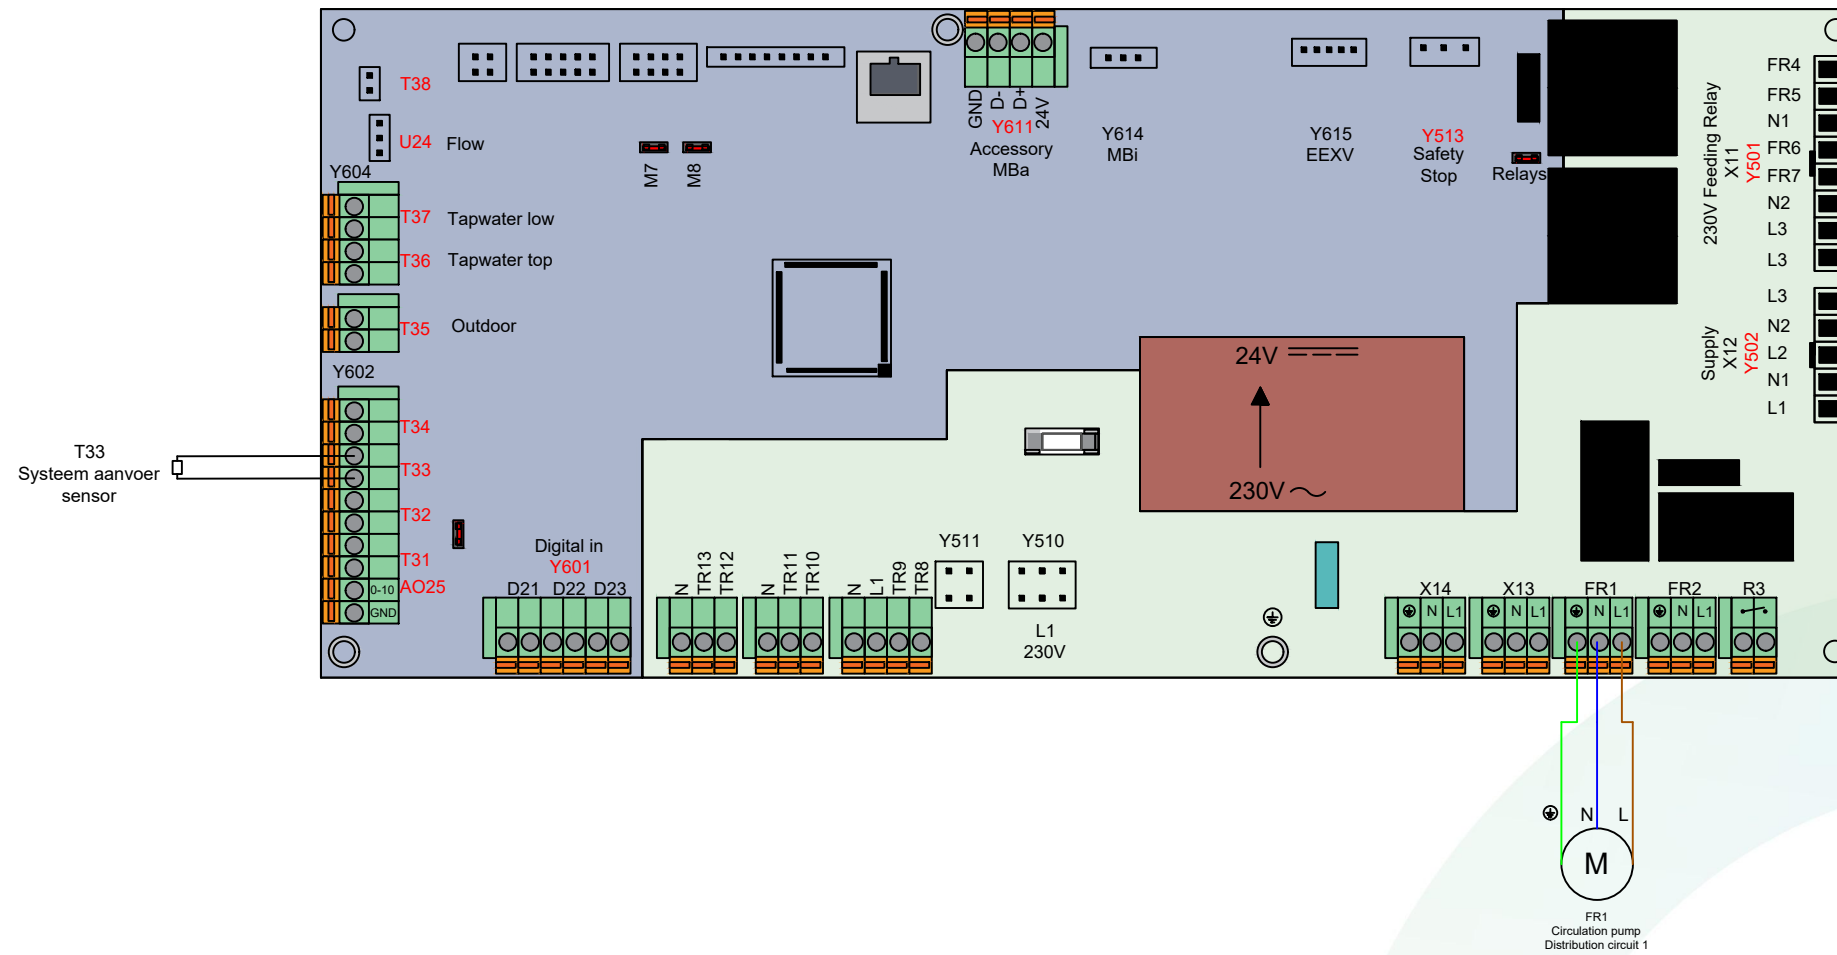 T38
U24 Flow
Y604
T37 Tapwater low
T36 Tapwater top
T35 Outdoor
Y602
T34
T33
T32
T31
0-10 AO25
GND
T33
Systeem aanvoer
sensor
M7
M8
GND
D-
D+
24V
Y611
Accessory
MBa
Y614
MBi
Y615
EEXV
Y513
Safety
Stop
Relays
230V Feeding Relay
X11
Y501
FR4
FR5
N1
FR6
FR7
N2
L3
L3
Supply
X12
Y502
L3
N2
L2
N1
L1
24V
230V
Digital in
Y601
D21 D22 D23
N
TR13
TR12
N
TR11
TR10
N
L1
TR9
TR8
Y511
Y510
L1
230V
X14
N L1
X13
N L1
FR1
N L1
FR2
N L1
R3
N L
M
FR1
Circulation pump
Distribution circuit 1